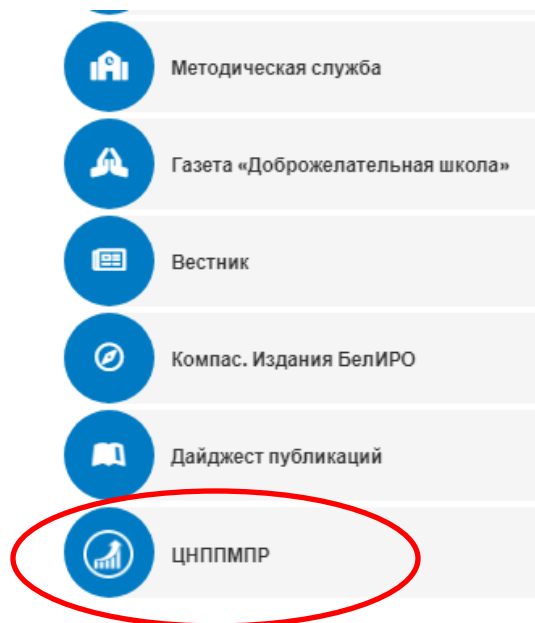 Методическая служба
Газета «Доброжелательная школа»
Вестник
Компас. Издания БелИРО
Дайджест публикаций
ЦНППМПР